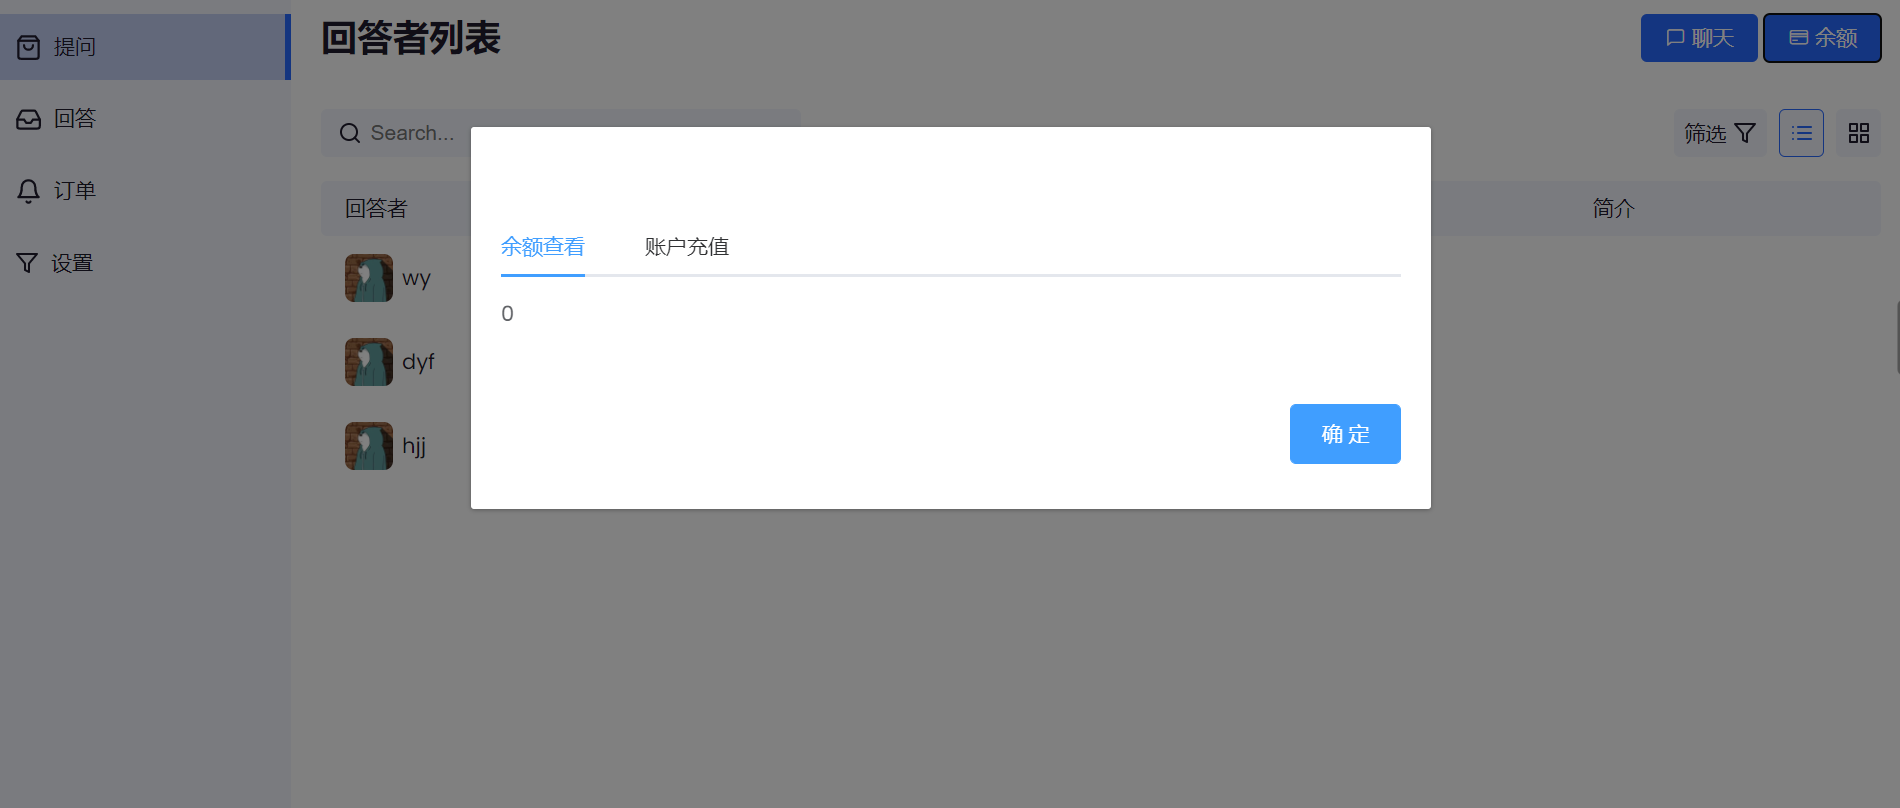 提问
回答
订单
设置
回答者列表
聊天
余额
Search...
筛选
回答者
简介
wy
dyf
hjj
余额查看
账户充值
0
确 定